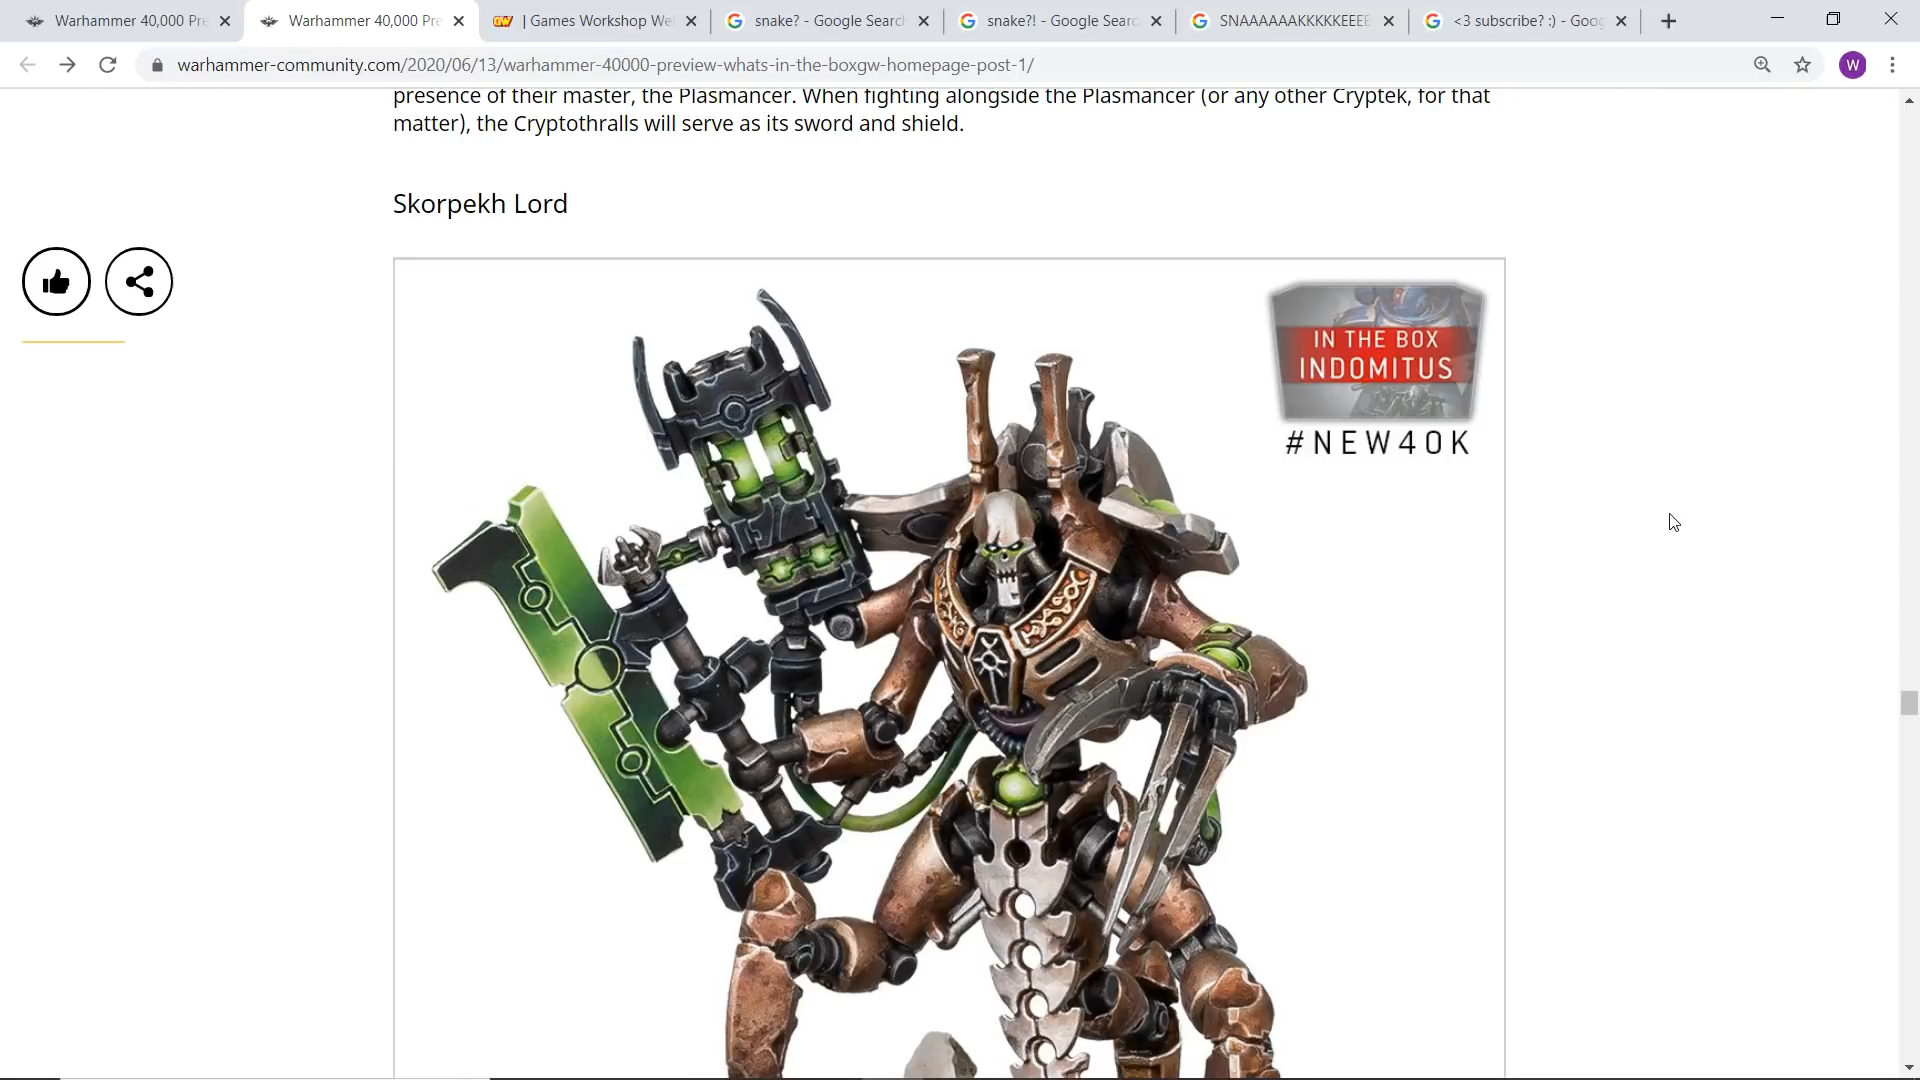 Warhammer 40,000 Pre
Warhammer 40,000 Pre
| Games Workshop We
snake? - Google Search
snake?! - Google Searc
SNAAAAAAKKKKKEEEE
<3 subscribe? :) - Goog
warhammer-community.com/2020/06/13/warhammer-40000-preview-whats-in-the-boxgw-homepage-post-1/
W
presence of their master, the Plasmancer. When fighting alongside the Plasmancer (or any other Cryptek, for that
matter), the Cryptothralls will serve as its sword and shield.
Skorpekh Lord
IN THE BOX
INDOMITUS
#NEW40K